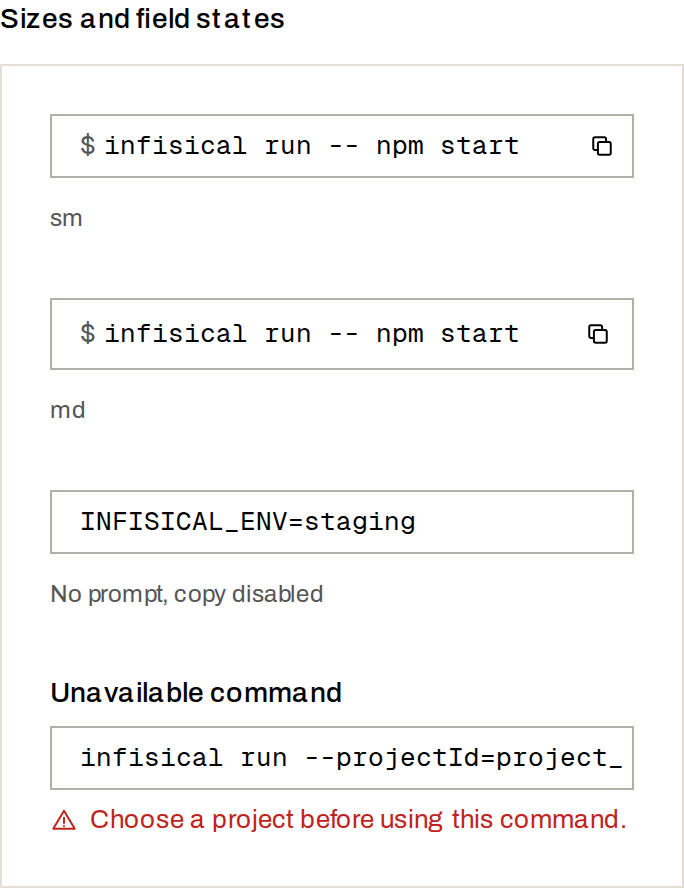 Sizes and field states
$ infisical run -- npm start
sm
$ infisical run -- npm start
md
INFISICAL_ENV=staging
No prompt, copy disabled
Unavailable command
infisical run --projectId=project_
Choose a project before using this command.